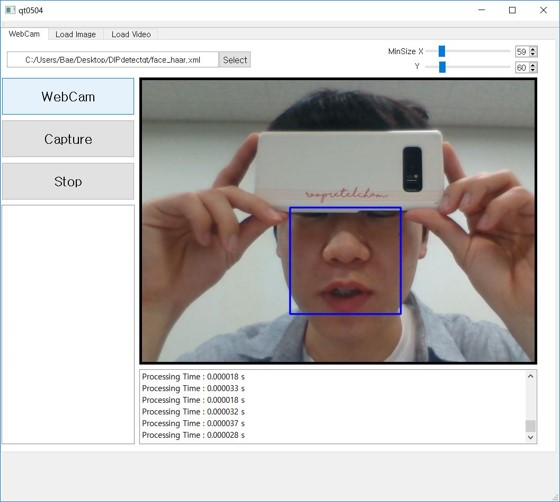 qt0504
WebCam
Load Image
Load Video
C:/Users/Bae/Desktop/DIPdetectqt/face_haar.xml
Select
MinSize X
59
Y
60
WebCam
Capture
Stop
Processing Time : 0.000018 s
Processing Time : 0.000033 s
Processing Time : 0.000018 s
Processing Time : 0.000032 s
Processing Time : 0.000037 s
Processing Time : 0.000028 s